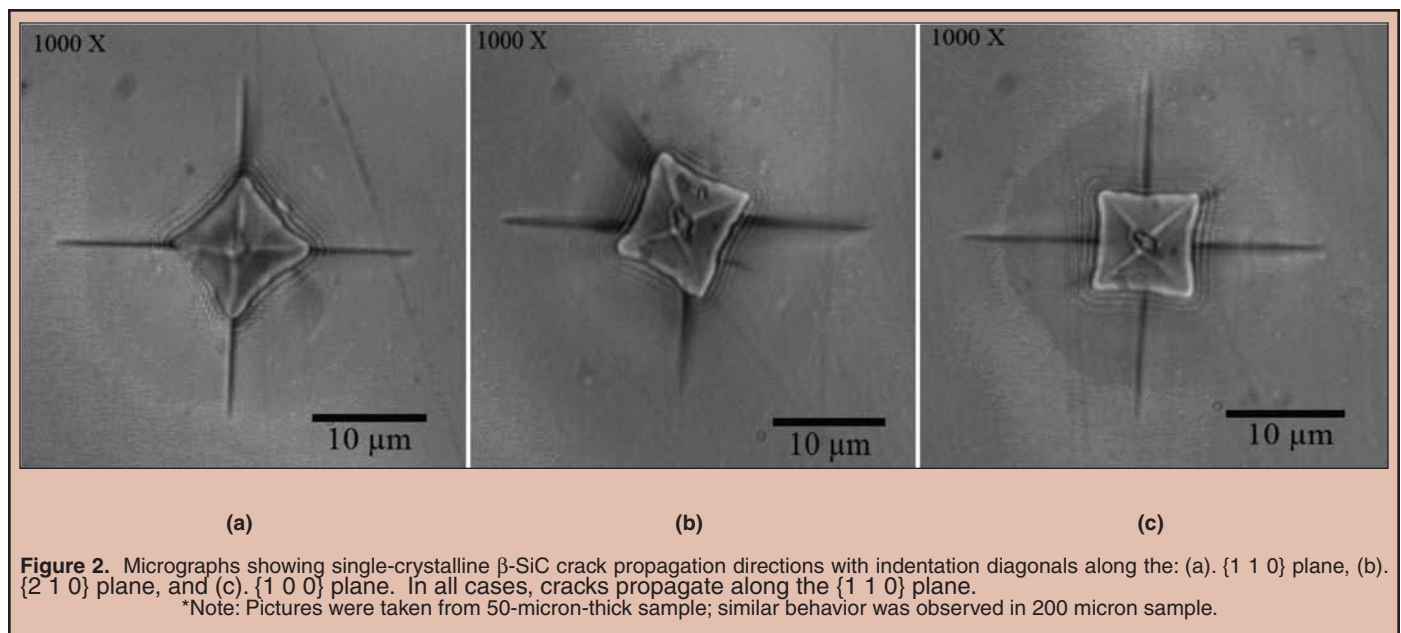 1000 X
1000 X
1000 X
10 µm
10 µm
10 µm
(a)
(b)
(c)
Figure 2. Micrographs showing single-crystalline β-SiC crack propagation directions with indentation diagonals along the: (a). {1 1 0} plane, (b).
{2 1 0} plane, and (c). {1 0 0} plane. In all cases, cracks propagate along the {1 1 0} plane.
*Note: Pictures were taken from 50-micron-thick sample; similar behavior was observed in 200 micron sample.